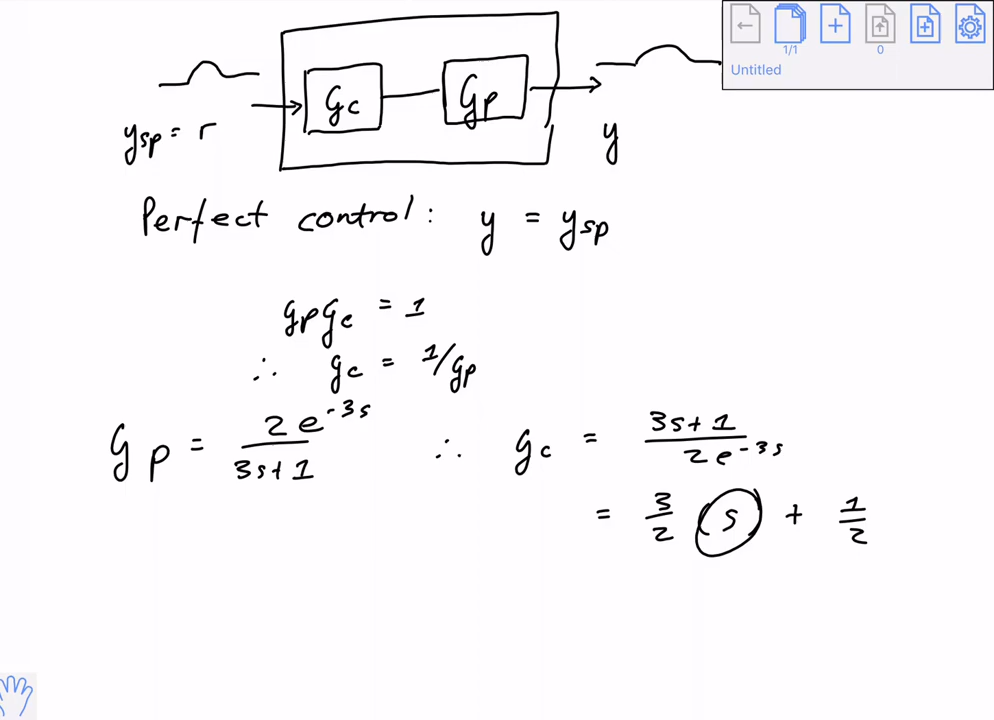 1/1 0
Untitled
Gc Gp
ysp = r y
Perfect control: y = ysp
gpgc = 1
∴ gc = 1/gp
Gp = 2e^-3s / 3s+1 ∴ gc = 3s+1 / 2e^-3s
= 3/2 s + 1/2